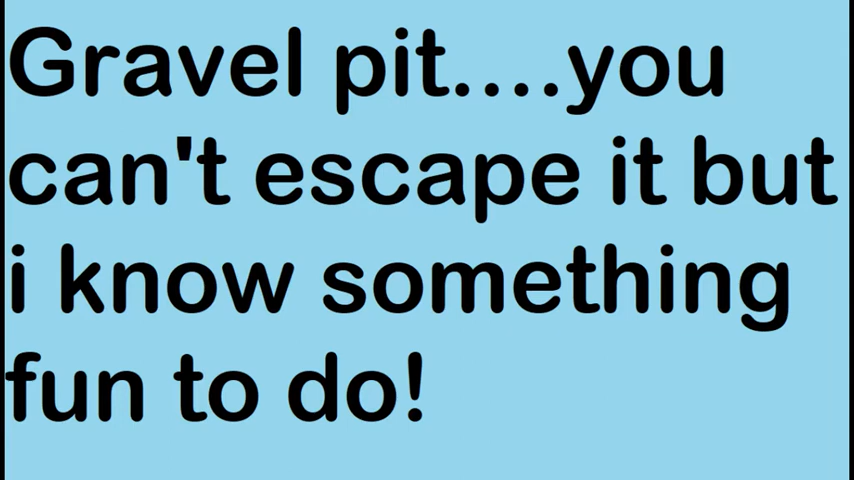 Gravel pit....you
can't escape it but
i know something
fun to do!